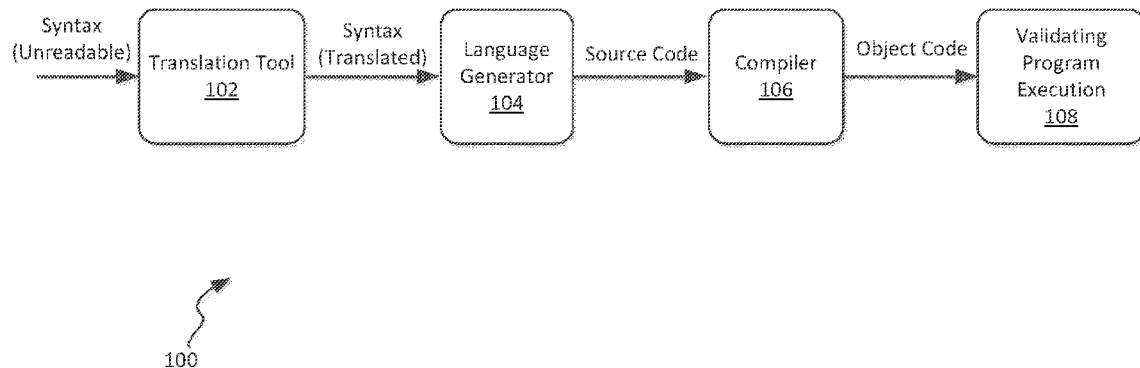 Syntax
(Unreadable)
Translation Tool
102
Syntax
(Translated)
Language
Generator
104
Source Code
Compiler
106
Object Code
Validating
Program
Execution
108
100